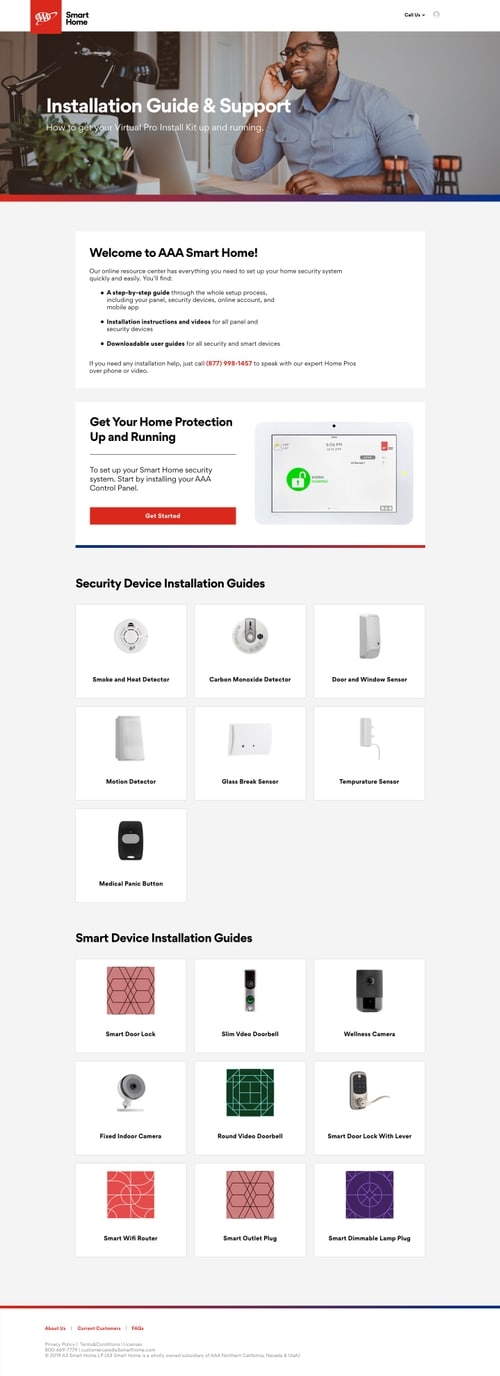 Smart
Home
Call Us
Installation Guide & Support
How to get your Virtual Pro Install Kit up and running.
Welcome to AAA Smart Home!
Our online resource center has everything you need to set up your home security system
quickly and easily. You'll find:
A step-by-step guide through the whole setup process,
including your panel, security devices, online account, and
mobile app
Installation instructions and videos for all panel and
security devices
Downloadable user guides for all security and smart devices
If you need any installation help, just call (877) 998-1457 to speak with our expert Home Pros
over phone or video.
Get Your Home Protection
Up and Running
To set up your Smart Home security
system. Start by installing your AAA
Control Panel.
Get Started
Security Device Installation Guides
Smoke and Heat Detector
Carbon Monoxide Detector
Door and Window Sensor
Motion Detector
Glass Break Sensor
Tempurature Sensor
Medical Panic Button
Smart Device Installation Guides
Smart Door Lock
Slim Vdeo Doorbell
Wellness Camera
Fixed Indoor Camera
Round Video Doorbell
Smart Door Lock With Lever
Smart Wifi Router
Smart Outlet Plug
Smart Dimmable Lamp Plug
About Us | Current Customers | FAQs
Privacy Policy | Terms&Conditions | Licenses
800-669-7779 | customercare@a3smarthome.com
© 2019 A3 Smart Home LP (A3 Smart Home is a wholly owned subsidiary of AAA Northern California, Nevada & Utah)